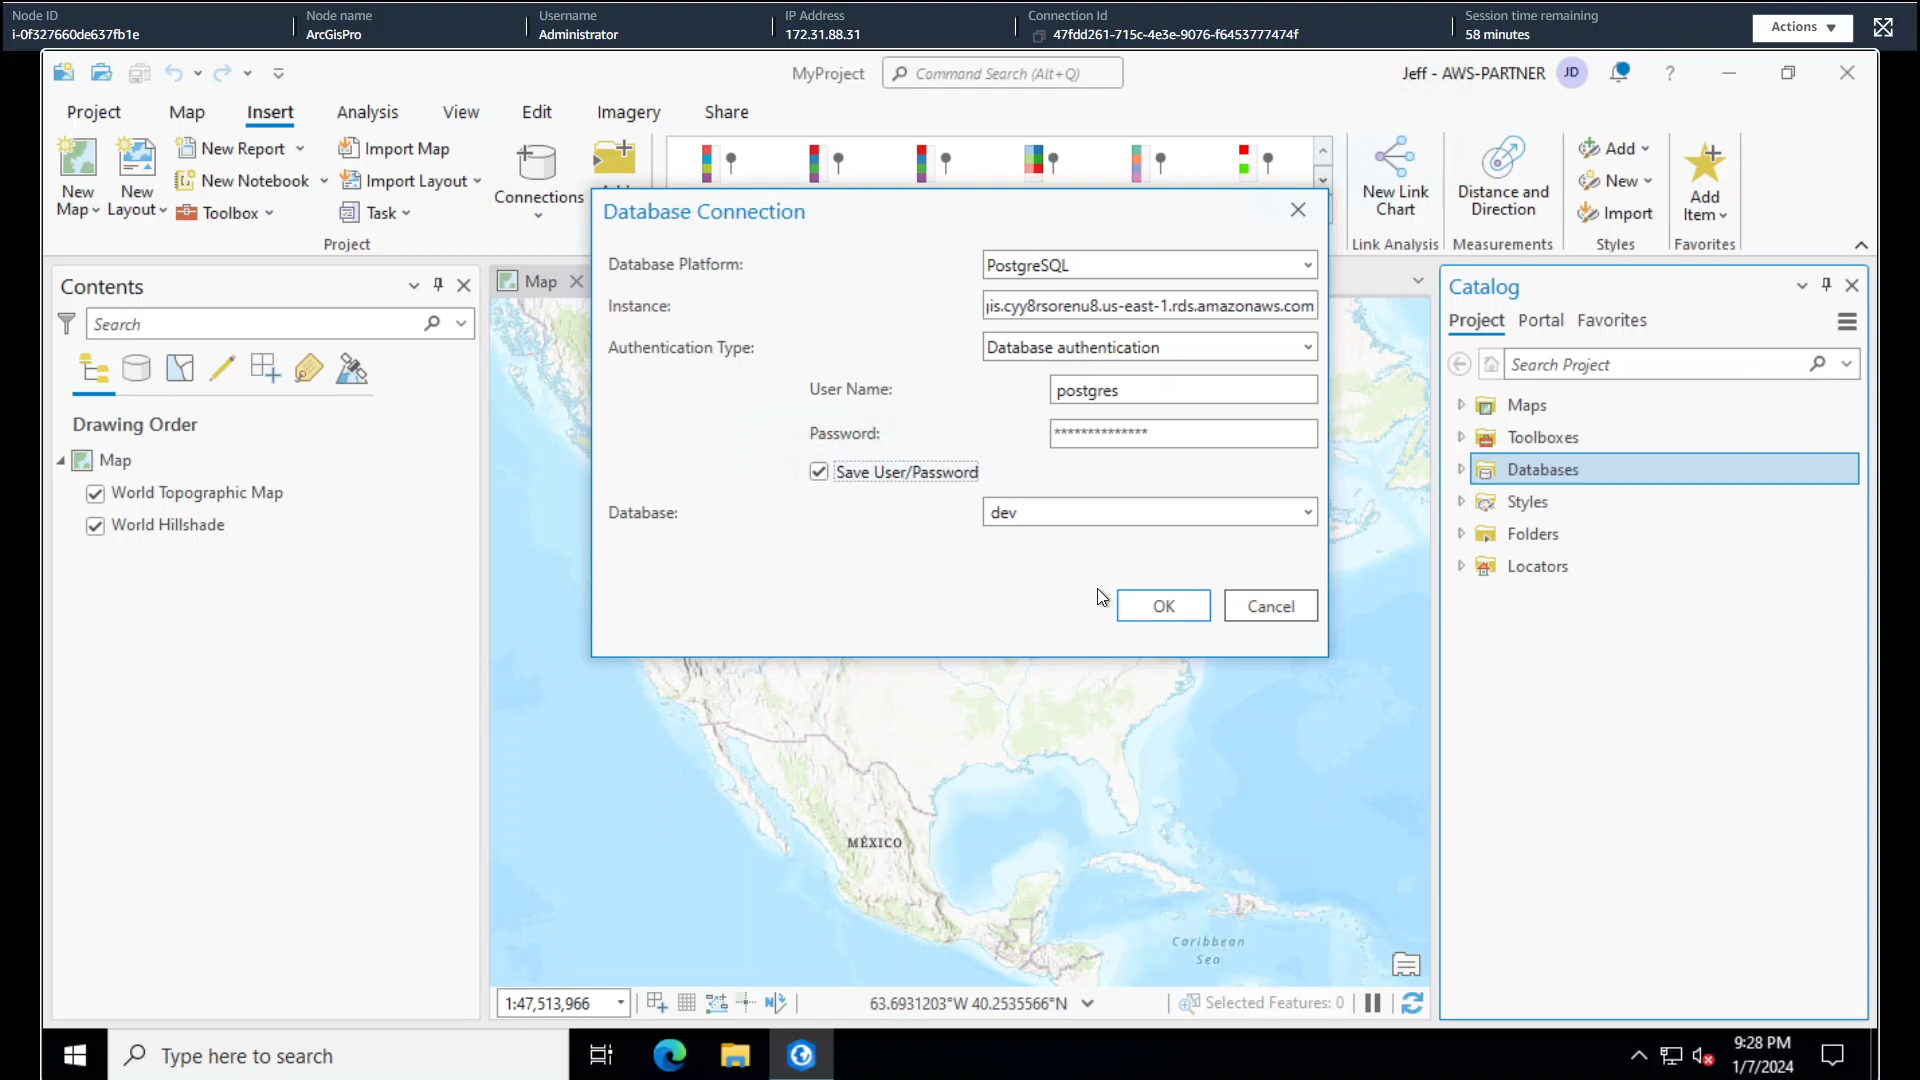 Node ID
i-0f327660de637fb1e
Node name
ArcGisPro
Username
Administrator
IP Address
172.31.88.31
Connection Id
47fdd261-715c-4e3e-9076-f6453777474f
Session time remaining
58 minutes
Actions
MyProject
Command Search (Alt+Q)
Jeff - AWS-PARTNER
JD
?
Project
Map
Insert
Analysis
View
Edit
Imagery
Share
New Map
New Layout
New Report
New Notebook
Toolbox
Import Map
Import Layout
Task
Project
Connections
New Link Chart
Link Analysis
Distance and Direction
Measurements
Add
New
Import
Styles
Add Item
Favorites
Contents
Search
Drawing Order
Map
World Topographic Map
World Hillshade
Map
Database Connection
Database Platform:
PostgreSQL
Instance:
jis.cyy8rsorenu8.us-east-1.rds.amazonaws.com
Authentication Type:
Database authentication
User Name:
postgres
Password:
**************
Save User/Password
Database:
dev
OK
Cancel
MÉXICO
Caribbean
Sea
1:47,513,966
63.6931203°W 40.2535566°N
Selected Features: 0
Catalog
Project
Portal
Favorites
Search Project
Maps
Toolboxes
Databases
Styles
Folders
Locators
Type here to search
9:28 PM
1/7/2024